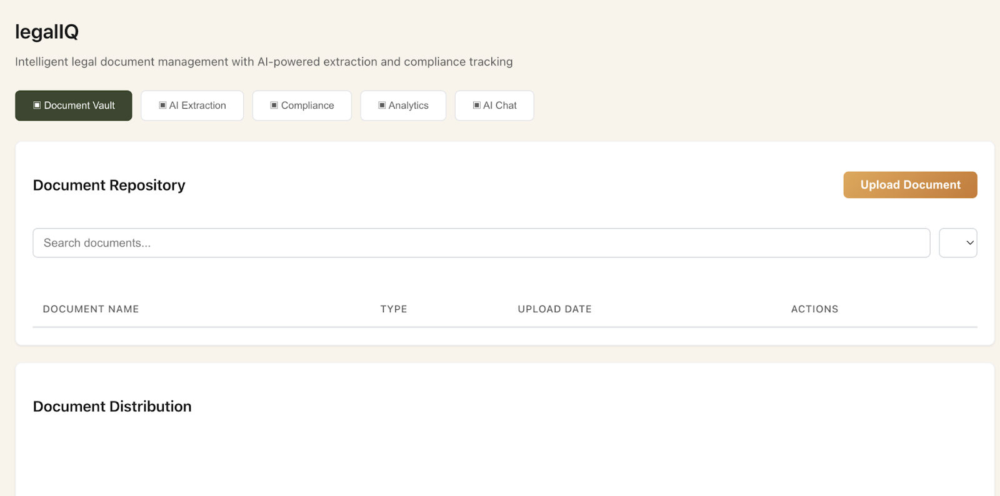 legalIQ
Intelligent legal document management with AI-powered extraction and compliance tracking
▣ Document Vault ▣ AI Extraction ▣ Compliance ▣ Analytics ▣ AI Chat
Document Repository
Upload Document
Search documents...
DOCUMENT NAME TYPE UPLOAD DATE ACTIONS
Document Distribution